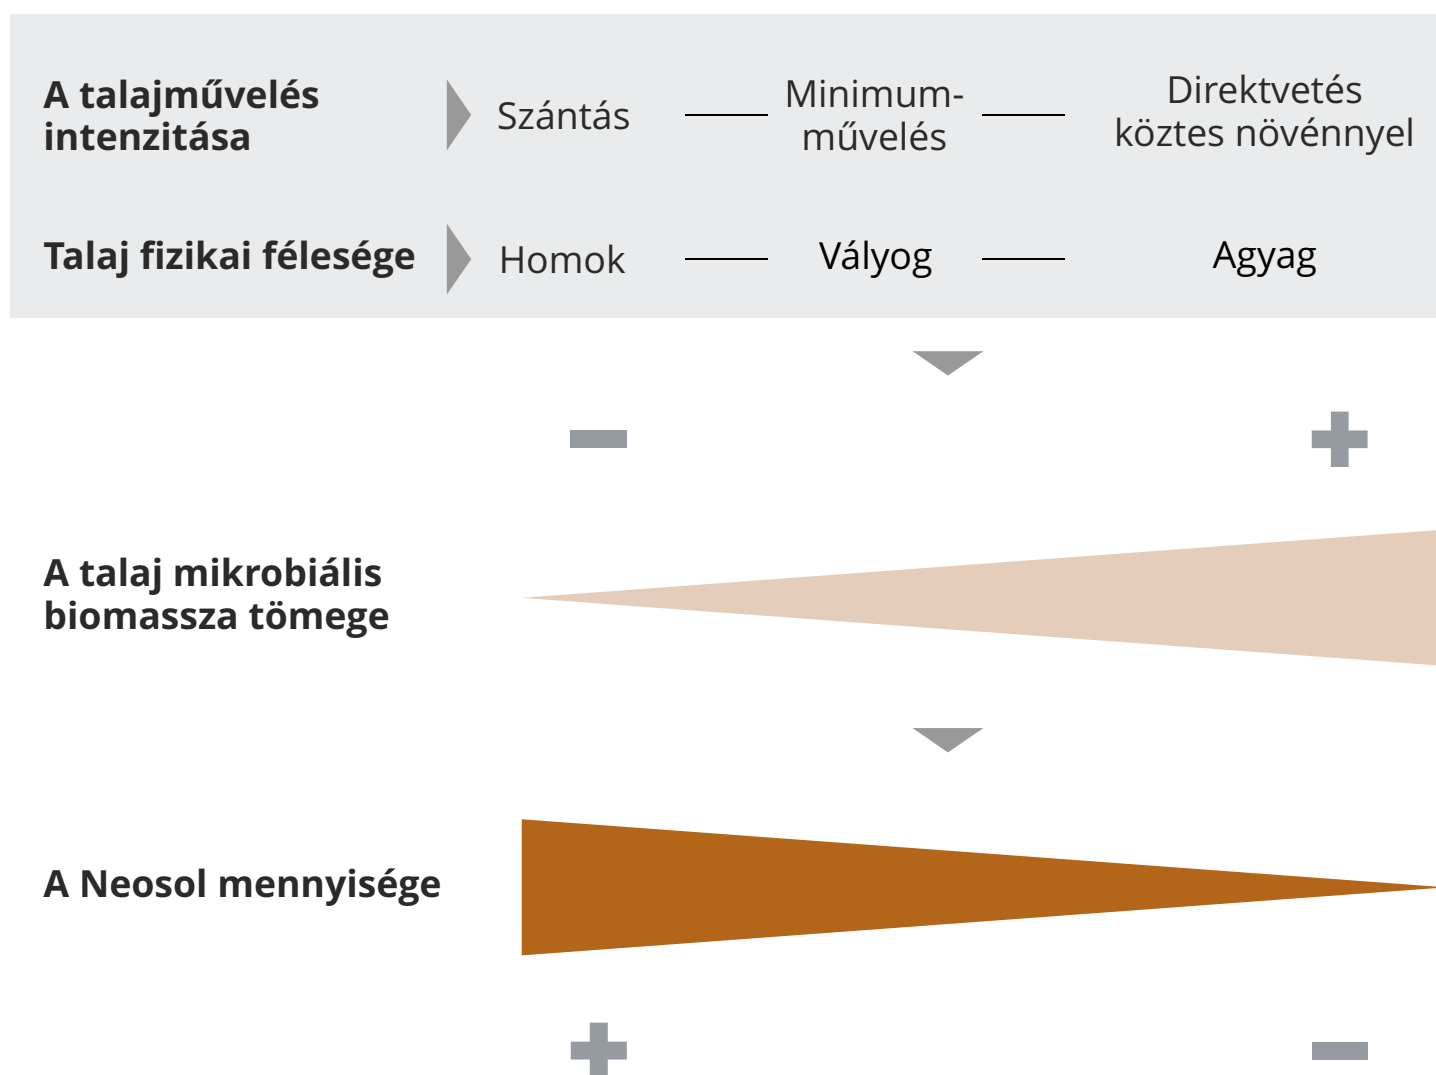 A talajművelés
intenzitása
Szántás
Minimum-
művelés
Direktvetés
köztes növénnyel
Talaj fizikai félesége
Homok
Vályog
Agyag
A talaj mikrobiális
biomassza tömege
A Neosol mennyisége